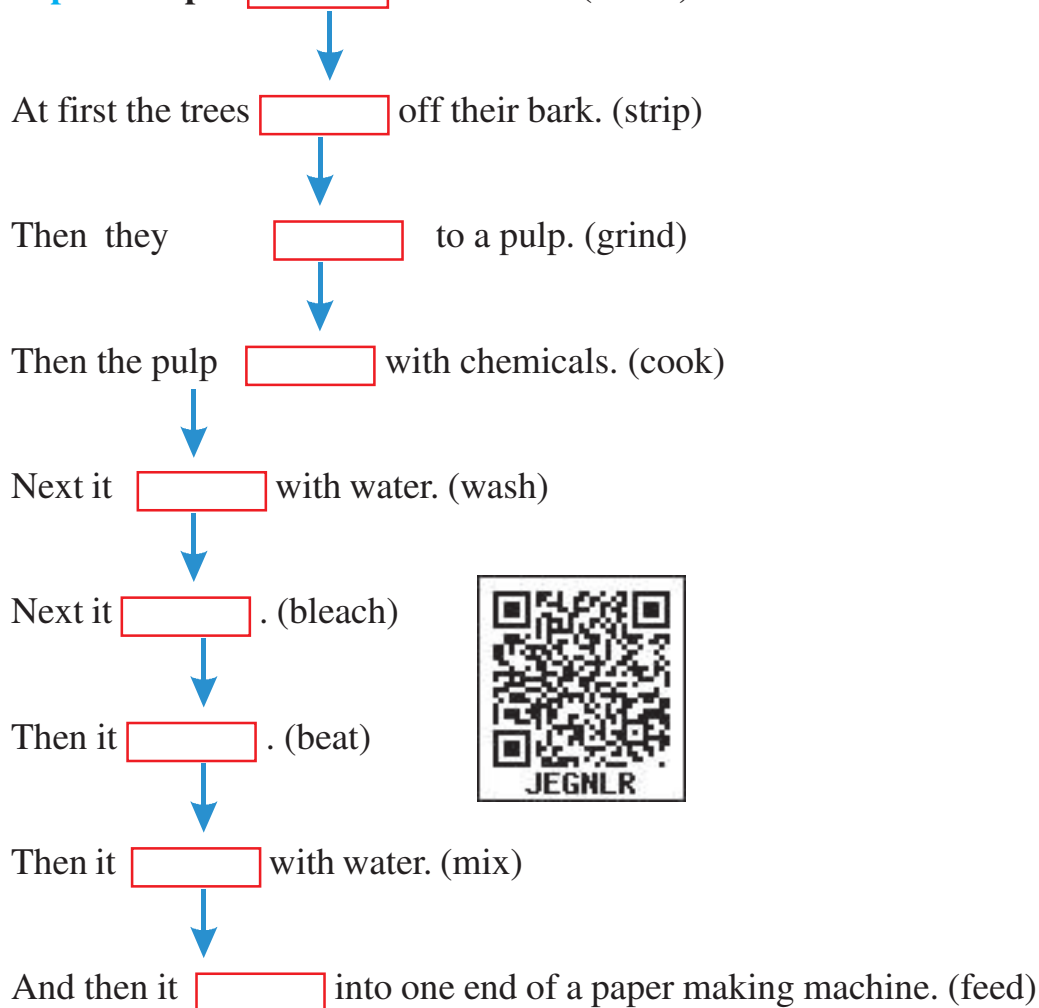 At first the trees off their bark. (strip)
Then they to a pulp. (grind)
Then the pulp with chemicals. (cook)
Next it with water. (wash)
Next it . (bleach)
Then it . (beat)
JEGNLR
Then it with water. (mix)
And then it into one end of a paper making machine. (feed)